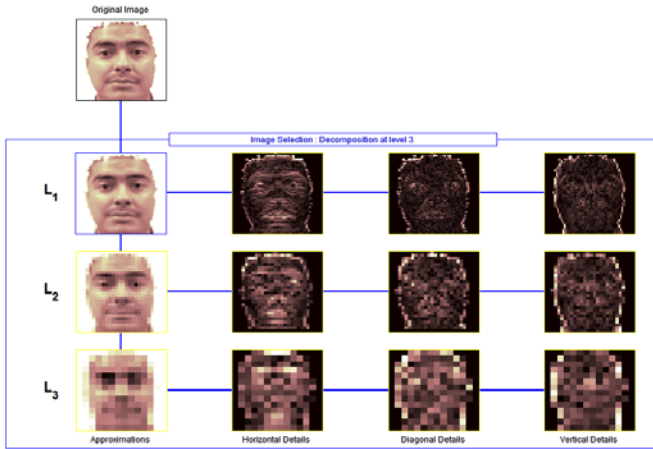 Original Image
Image Selection : Decomposition at level 3
L1
L2
L3
Approximations
Horizontal Details
Diagonal Details
Vertical Details